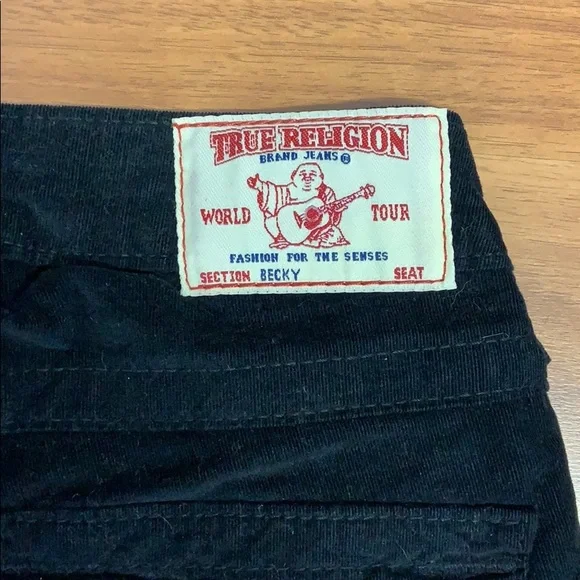 TRUE RELIGION
BRAND JEANS ®
WORLD TOUR
FASHION FOR THE SENSES
SECTION BECKY SEAT